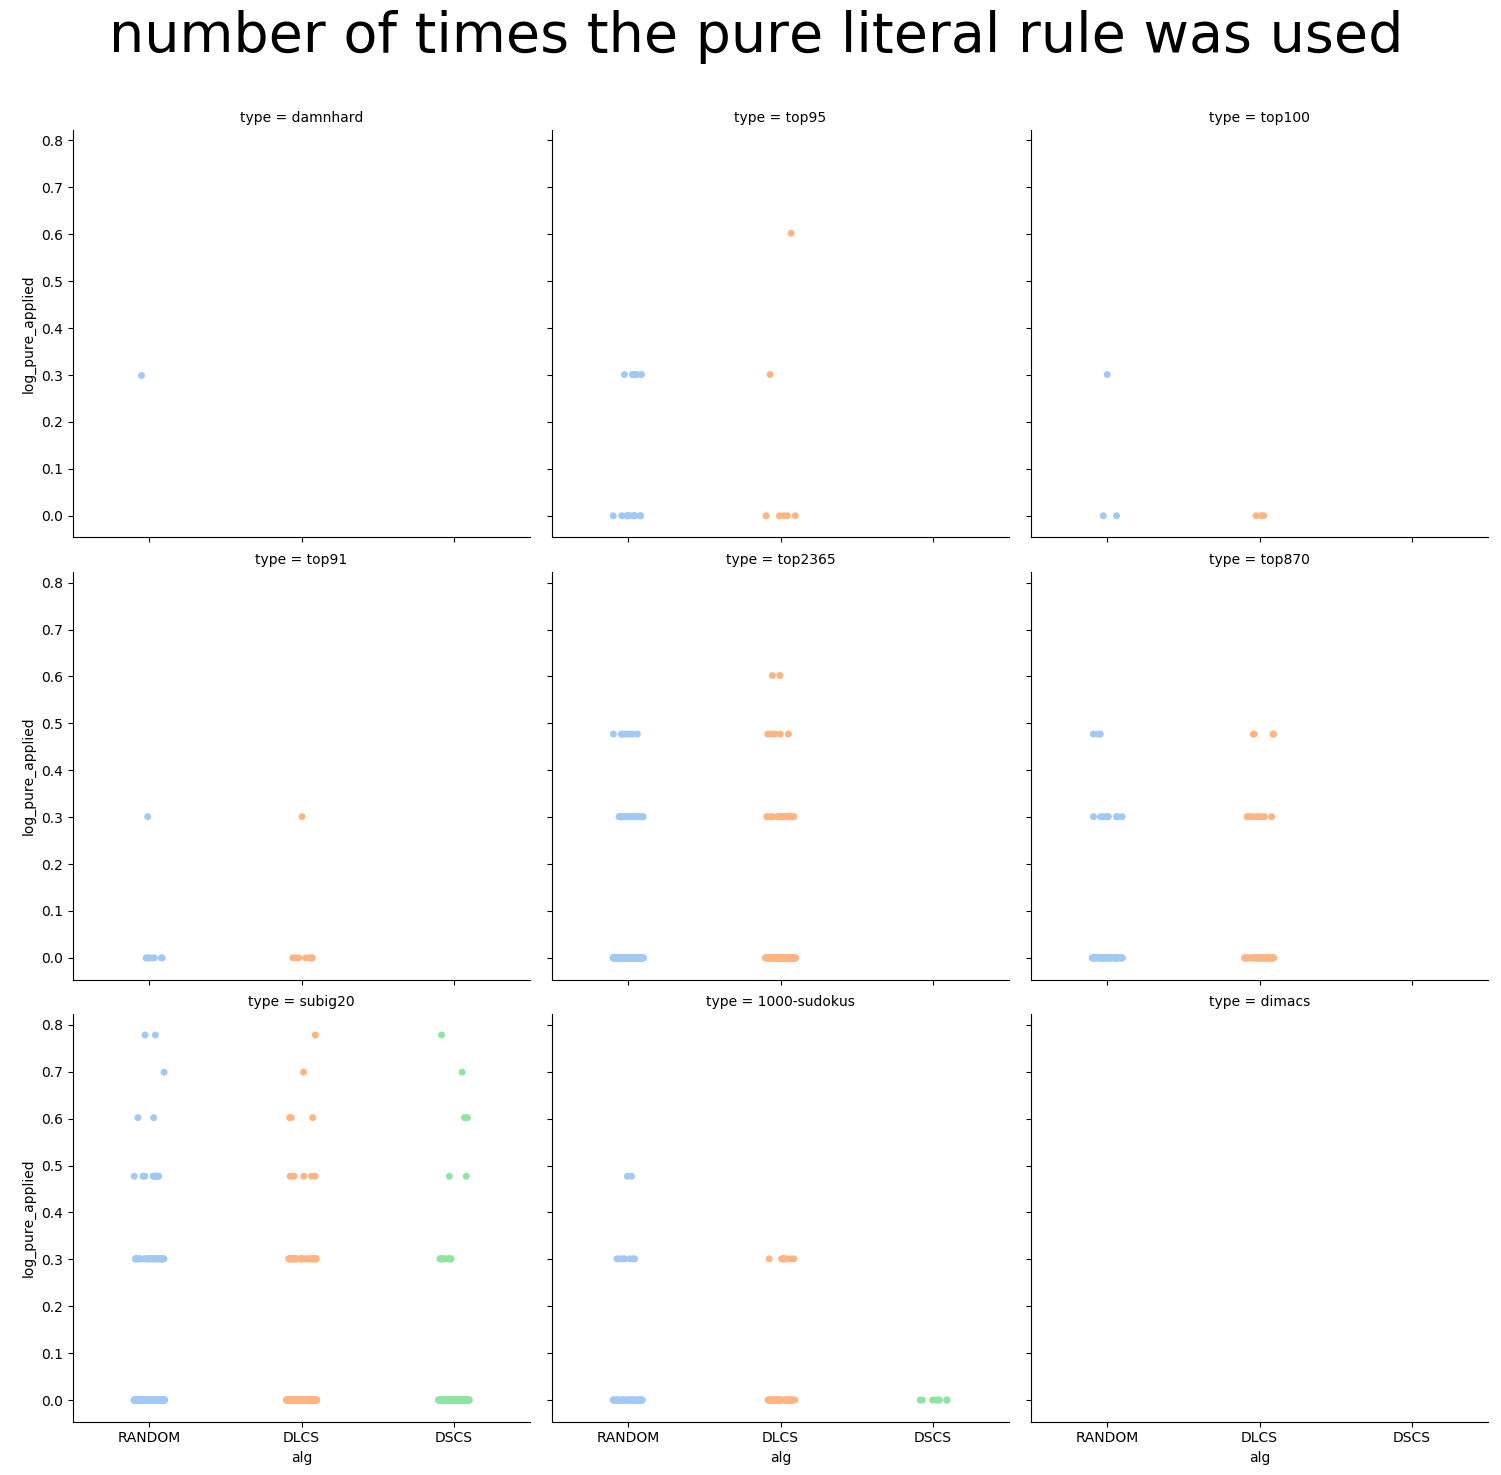 number of times the pure literal rule was used
type = damnhard
type = top95
type = top100
0.8
0.7
0.6
0.5
0.4
0.3
0.2
0.1
0.0
log_pure_applied
type = top91
type = top2365
type = top870
0.8
0.7
0.6
0.5
0.4
0.3
0.2
0.1
0.0
log_pure_applied
type = subig20
type = 1000-sudokus
type = dimacs
0.8
0.7
0.6
0.5
0.4
0.3
0.2
0.1
0.0
log_pure_applied
RANDOM DLCS DSCS
alg
RANDOM DLCS DSCS
alg
RANDOM DLCS DSCS
alg